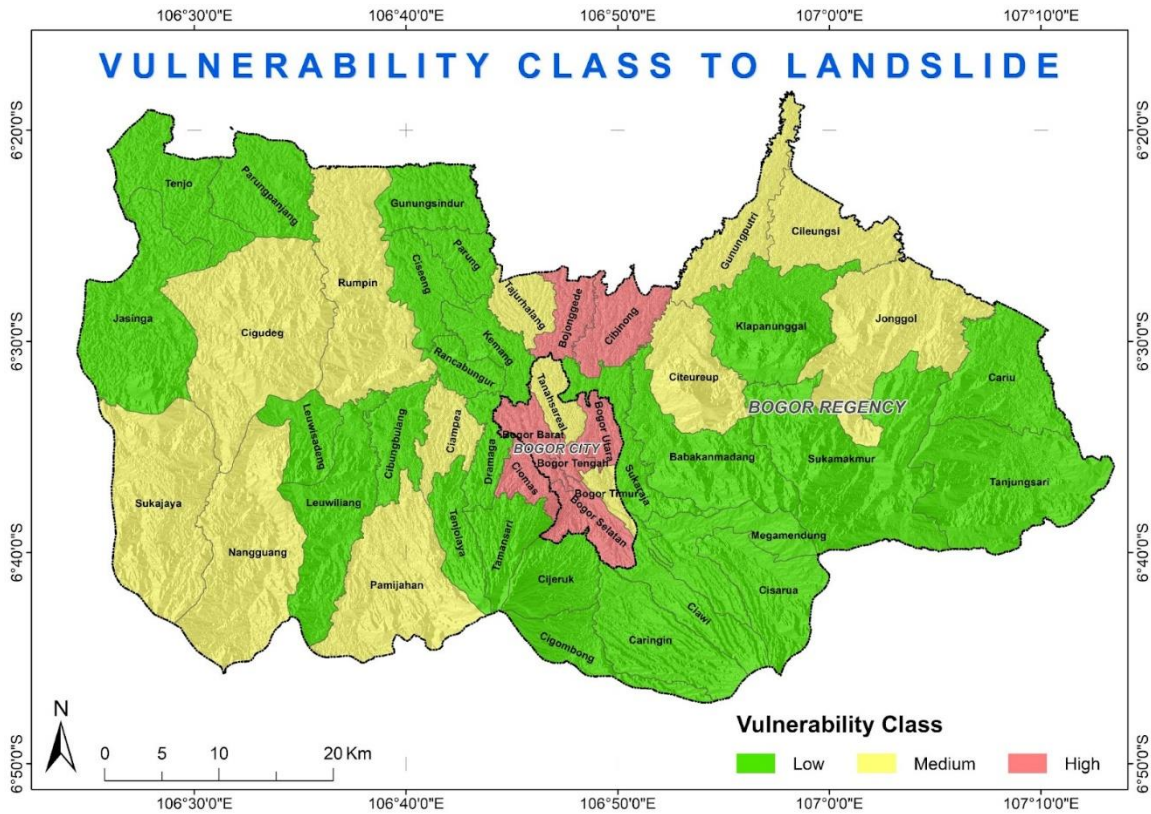 106°30'0"E
106°40'0"E
106°50'0"E
107°0'0"E
107°10'0"E
VULNERABILITY CLASS TO LANDSLIDE
6°20'0"S
6°20'0"S
Tenjo
Parungpanjang
Gunungsindur
Gunungputri
Cileungsi
Parung
Ciseeng
Rumpin
Tajurhalang
Bojonggede
Cibinong
Jasinga
Cigudeg
Klapanunggal
Jonggol
6°30'0"S
6°30'0"S
Kemang
Rancabungur
Tanahsareal
Citeureup
Cariu
BOGOR REGENCY
Leuwisadeng
Cibungbulang
Ciampea
Dramaga
Bogor Barat
Bogor Utara
BOGOR CITY
Bogor Tengah
Ciomas
Sukaraja
Babakanmadang
Sukamakmur
Tanjungsari
Bogor Timur
Bogor Selatan
Sukajaya
Leuwiliang
Nangguang
Tenjolaya
Tamansari
Megamendung
6°40'0"S
6°40'0"S
Pamijahan
Cijeruk
Cisarua
Ciawi
Cigombong
Caringin
N
0 5 10 20 Km
Vulnerability Class
Low Medium High
6°50'0"S
6°50'0"S
106°30'0"E
106°40'0"E
106°50'0"E
107°0'0"E
107°10'0"E